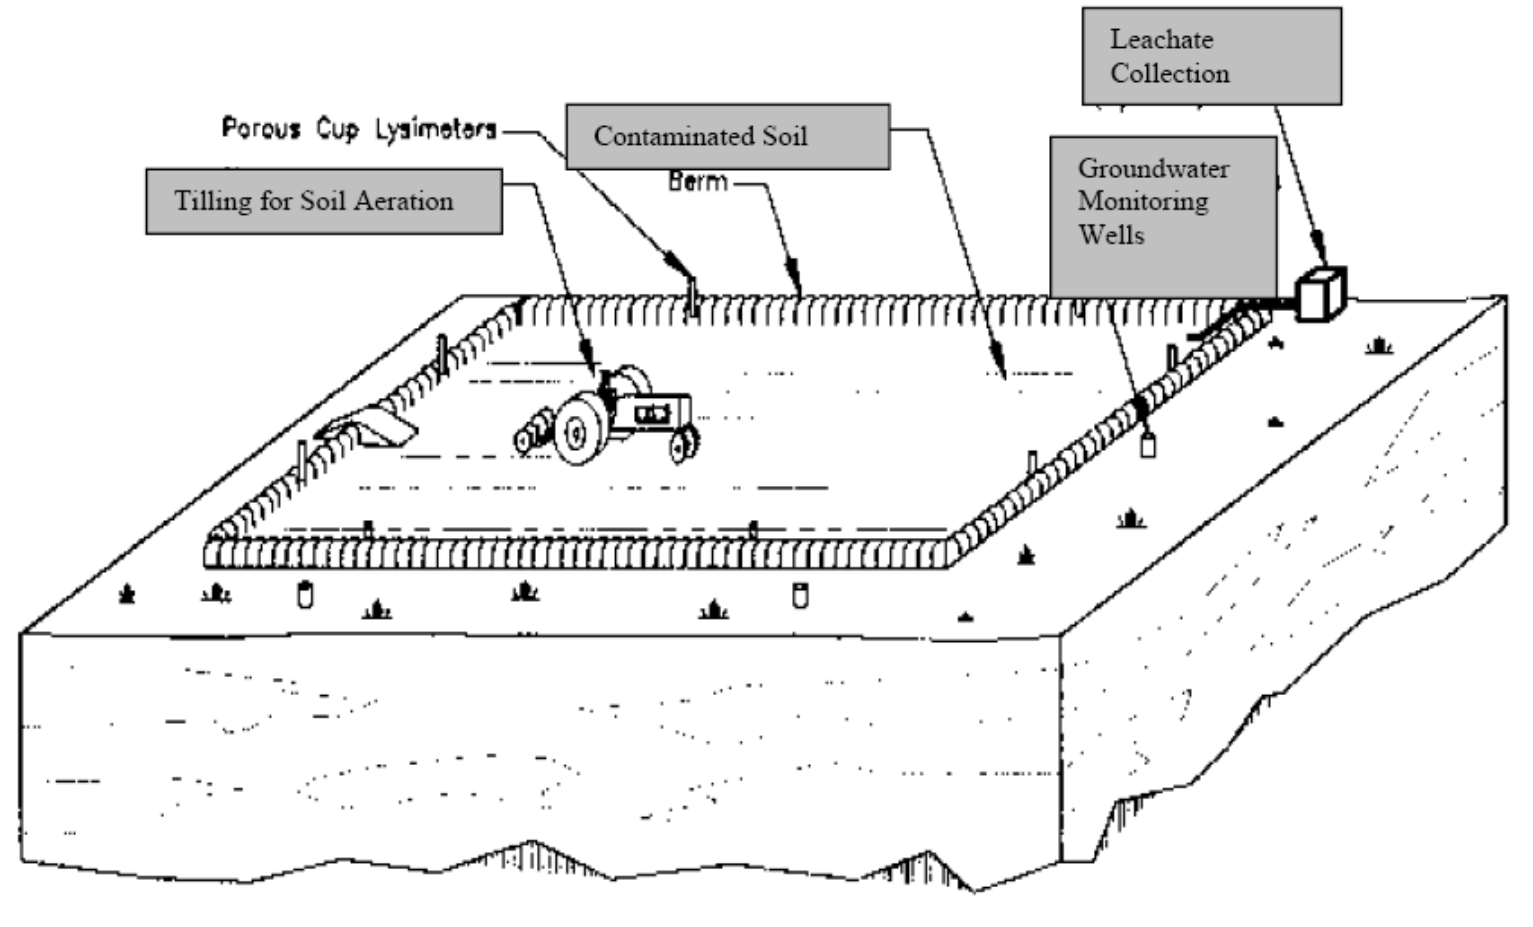 Leachate
Collection
Porous Cup Lysimeters
Contaminated Soil
Groundwater
Monitoring
Wells
Berm
Tilling for Soil Aeration